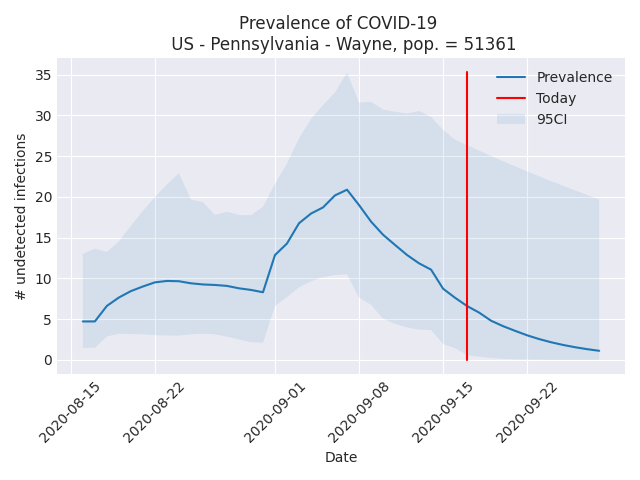 Prevalence of COVID-19
US - Pennsylvania - Wayne, pop. = 51361
Prevalence
Today
95CI
# undetected infections
35
30
25
20
15
10
5
0
2020-08-15
2020-08-22
2020-09-01
2020-09-08
2020-09-15
2020-09-22
Date